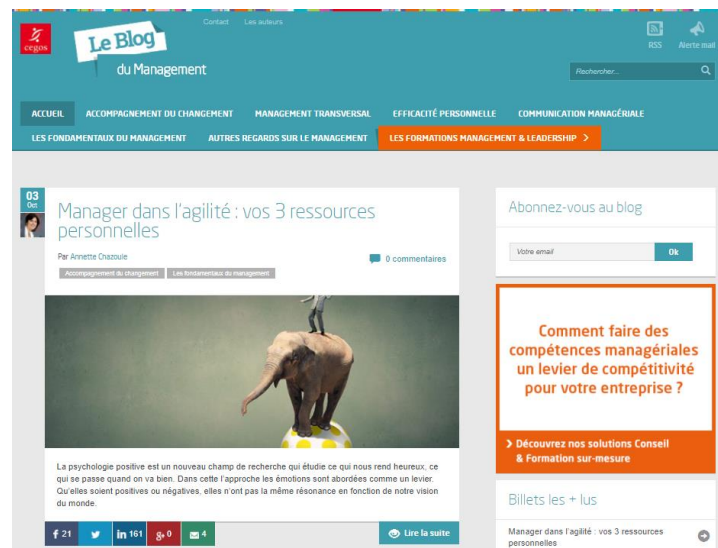 Contact Les auteurs
cegos
Le Blog
du Management
RSS Alerte mail
Rechercher...
ACCUEIL ACCOMPAGNEMENT DU CHANGEMENT MANAGEMENT TRANSVERSAL EFFICACITÉ PERSONNELLE COMMUNICATION MANAGÉRIALE
LES FONDAMENTAUX DU MANAGEMENT AUTRES REGARDS SUR LE MANAGEMENT LES FORMATIONS MANAGEMENT & LEADERSHIP >
03
Oct
Manager dans l'agilité : vos 3 ressources
personnelles
Par Annette Chazoule
0 commentaires
Accompagnement du changement Les fondamentaux du management
La psychologie positive est un nouveau champ de recherche qui étudie ce qui nous rend heureux, ce
qui se passe quand on va bien. Dans cette l'approche les émotions sont abordées comme un levier.
Qu'elles soient positives ou négatives, elles n'ont pas la même résonance en fonction de notre vision
du monde.
f 21
in 161
g+ 0
4
Lire la suite
Abonnez-vous au blog
Votre email Ok
Comment faire des
compétences managériales
un levier de compétitivité
pour votre entreprise ?
> Découvrez nos solutions Conseil
& Formation sur-mesure
Billets les + lus
Manager dans l'agilité : vos 3 ressources
personnelles